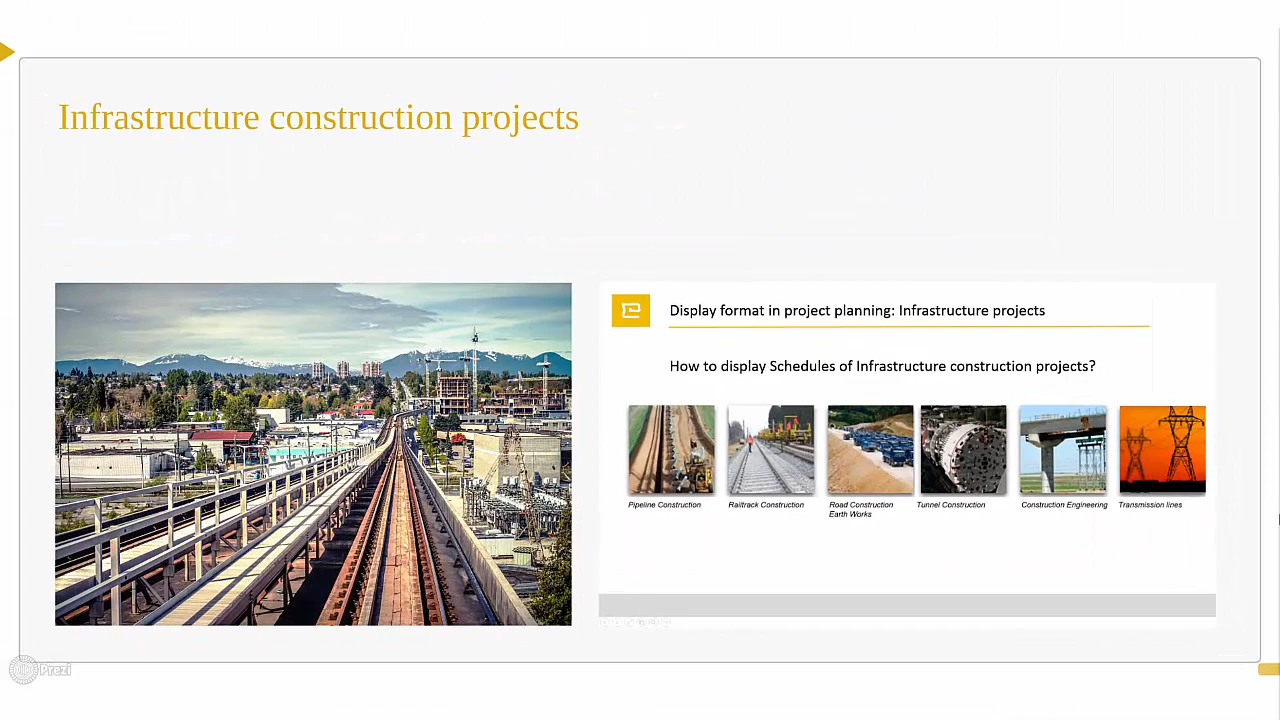 Infrastructure construction projects
Display format in project planning: Infrastructure projects
How to display Schedules of Infrastructure construction projects?
Pipeline Construction
Railtrack Construction
Road Construction
Earth Works
Tunnel Construction
Construction Engineering
Transmission lines
Prezi